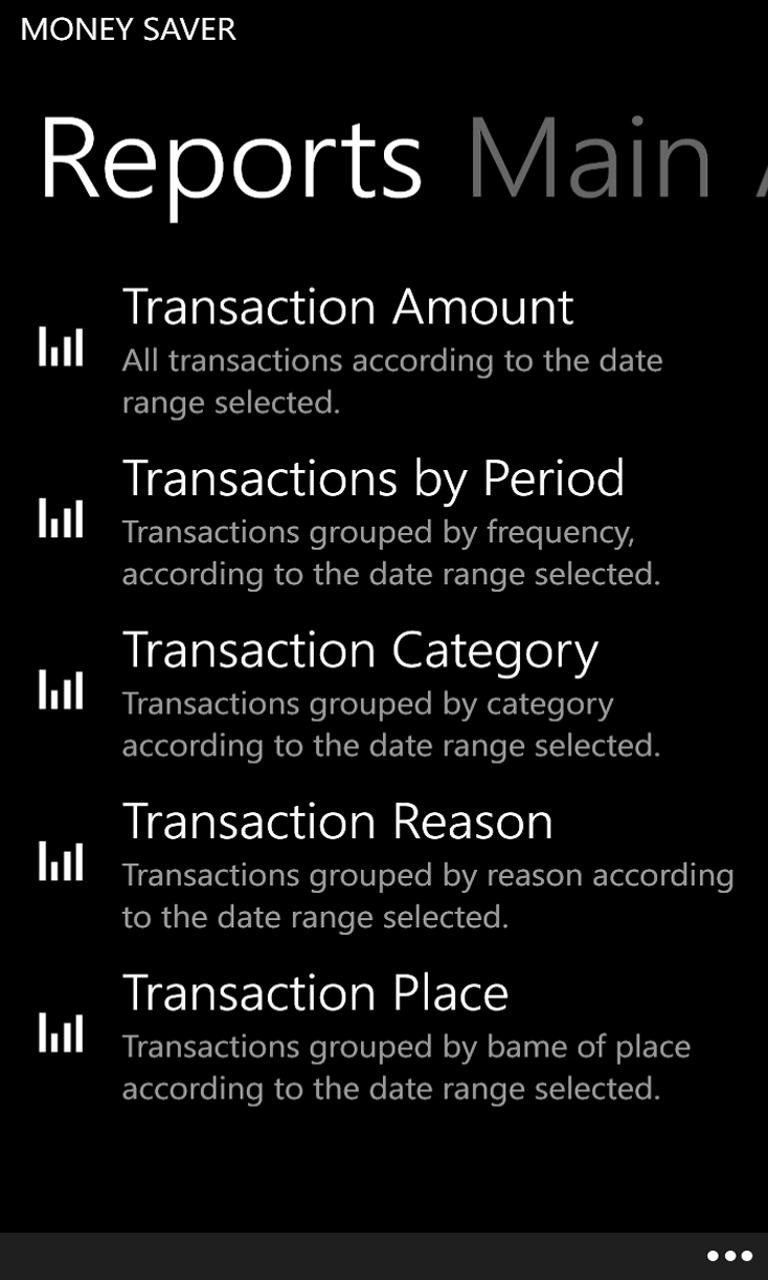 MONEY SAVER
Reports Main
Transaction Amount
All transactions according to the date
range selected.
Transactions by Period
Transactions grouped by frequency,
according to the date range selected.
Transaction Category
Transactions grouped by category
according to the date range selected.
Transaction Reason
Transactions grouped by reason according
to the date range selected.
Transaction Place
Transactions grouped by bame of place
according to the date range selected.